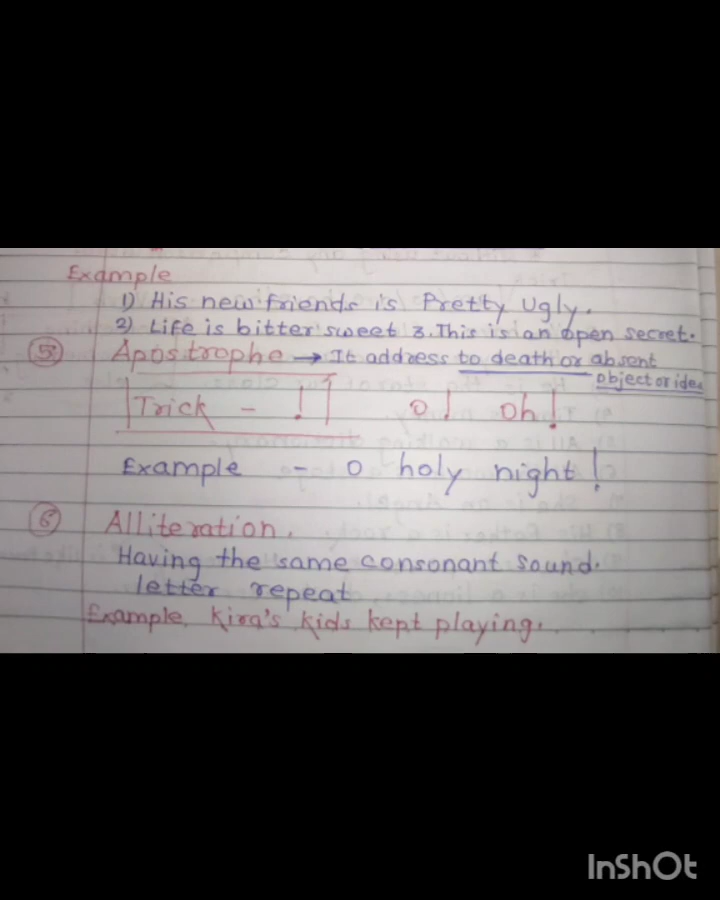 Example
1) His new friends is Pretty Ugly.
2) Life is bitter sweet 3. This is an open secret.
5 Apostrophe → It address to death or absent
object or idea
Trick - ! O! Oh!
Example - O holy night!
6 Alliteration.
Having the same consonant sound.
letter repeat
Example, Kira's kids kept playing.
InShOt